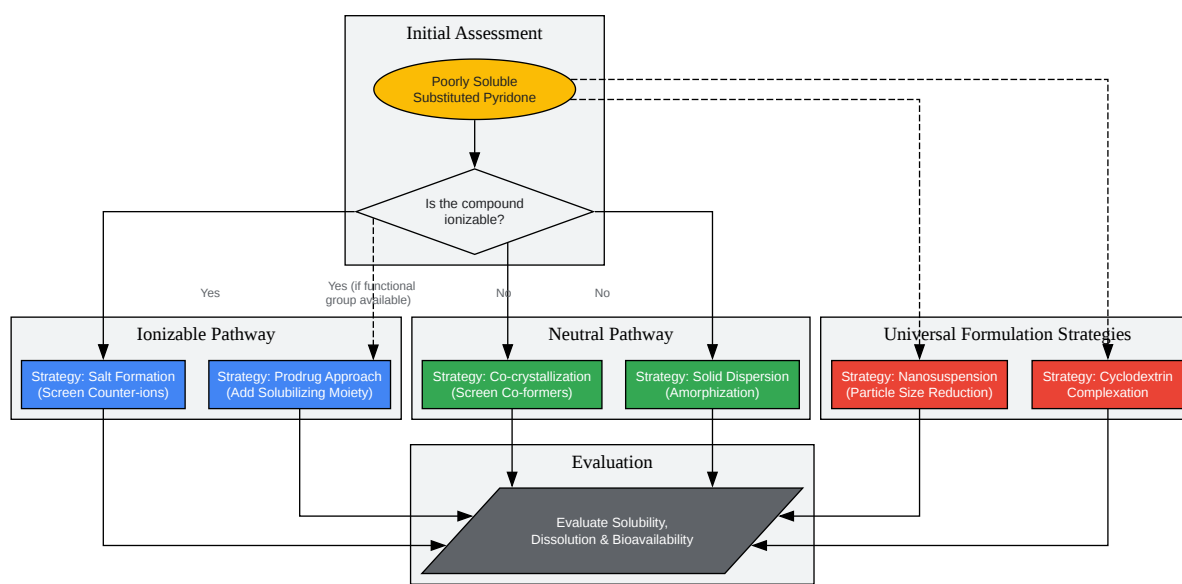 Initial Assessment
Poorly Soluble
Substituted Pyridone
Is the compound
ionizable?
Yes
Yes (if functional
group available)
No
No
Ionizable Pathway
Neutral Pathway
Universal Formulation Strategies
Strategy: Salt Formation
(Screen Counter-ions)
Strategy: Prodrug Approach
(Add Solubilizing Moiety)
Strategy: Co-crystallization
(Screen Co-formers)
Strategy: Solid Dispersion
(Amorphization)
Strategy: Nanosuspension
(Particle Size Reduction)
Strategy: Cyclodextrin
Complexation
Evaluation
Evaluate Solubility,
Dissolution & Bioavailability